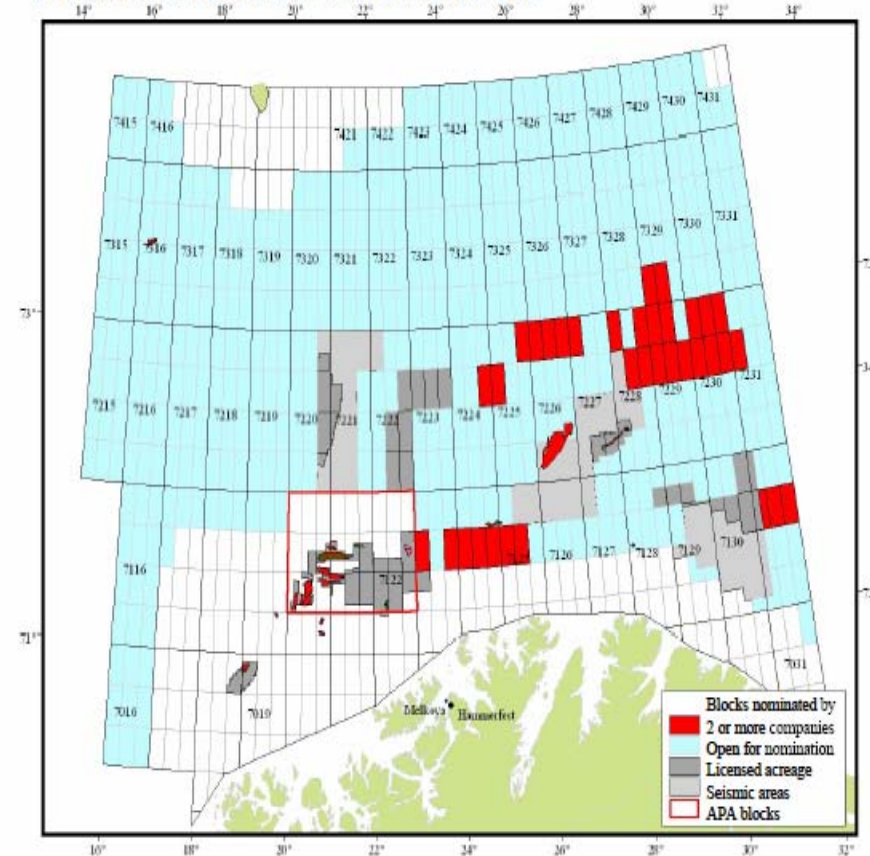 14° 16° 18° 20° 22° 24° 26° 28° 30° 32° 34°
7415 7416 7421 7422 7423 7424 7425 7426 7427 7428 7429 7430 7431
7315 7316 7317 7318 7319 7320 7321 7322 7323 7324 7325 7326 7327 7328 7329 7330 7331
73°
7215 7216 7217 7218 7219 7220 7221 7222 7223 7224 7225 7226 7227 7228 7229 7230 7231
7116 7122 7126 7127 7128 7129 7130
71°
7016 7019 7031
Melkøya Hammerfest
Blocks nominated by
2 or more companies
Open for nomination
Licensed acreage
Seismic areas
APA blocks
16° 18° 20° 22° 24° 26° 28° 30° 32°